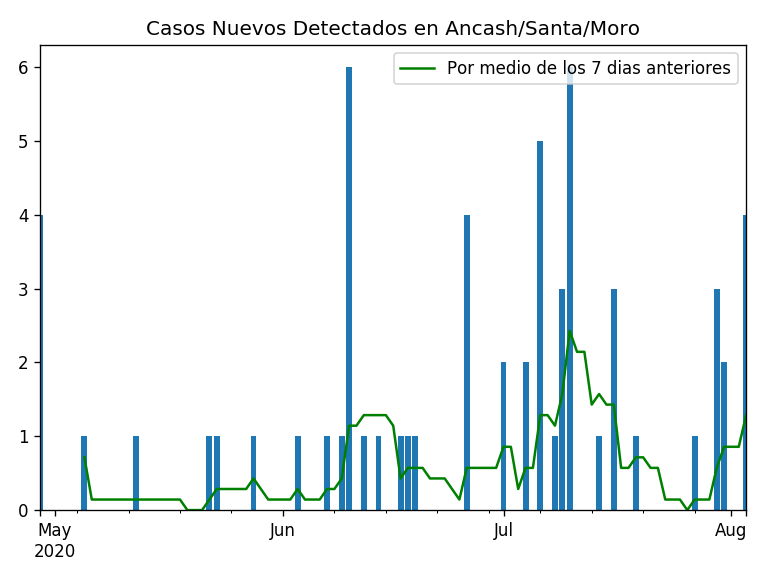 Casos Nuevos Detectados en Ancash/Santa/Moro
Por medio de los 7 dias anteriores
6
5
4
3
2
1
0
May Jun Jul Aug
2020